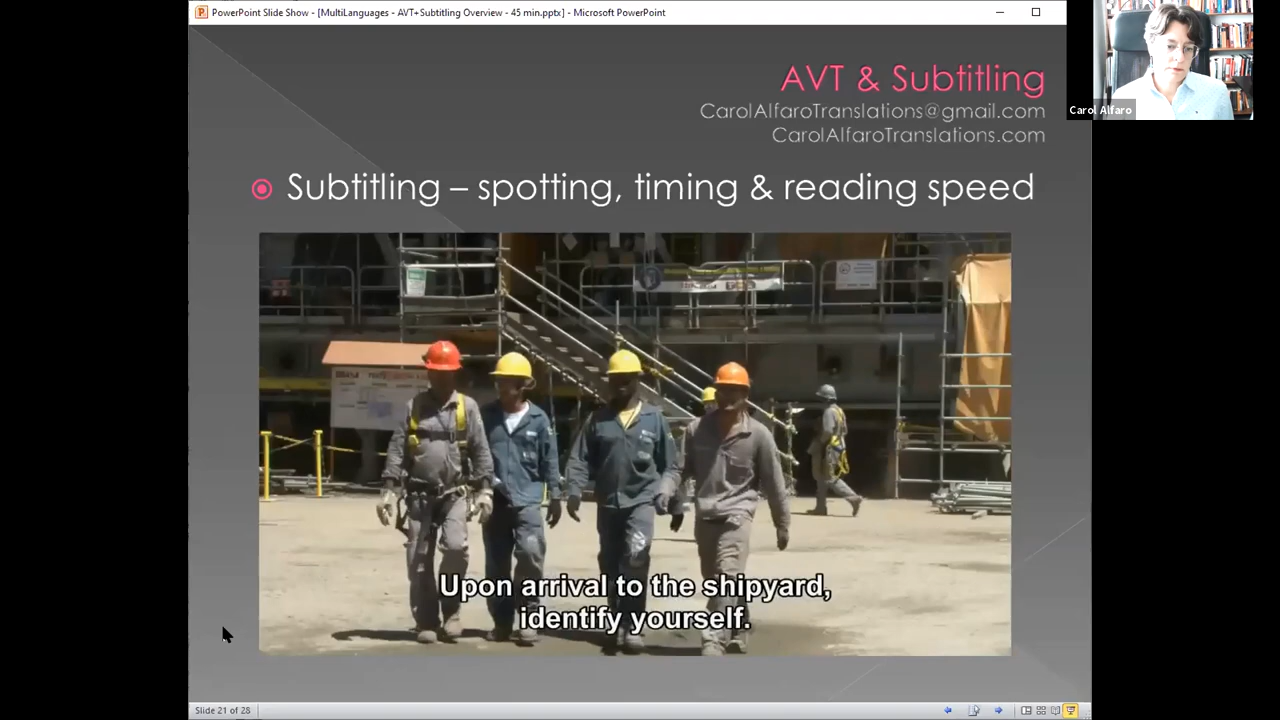 PowerPoint Slide Show - [MultiLanguages - AVT+Subtitling Overview - 45 min.pptx] - Microsoft PowerPoint
AVT & Subtitling
CarolAlfaroTranslations@gmail.com
CarolAlfaroTranslations.com
Carol Alfaro
Subtitling – spotting, timing & reading speed
Upon arrival to the shipyard,
identify yourself.
Slide 21 of 28